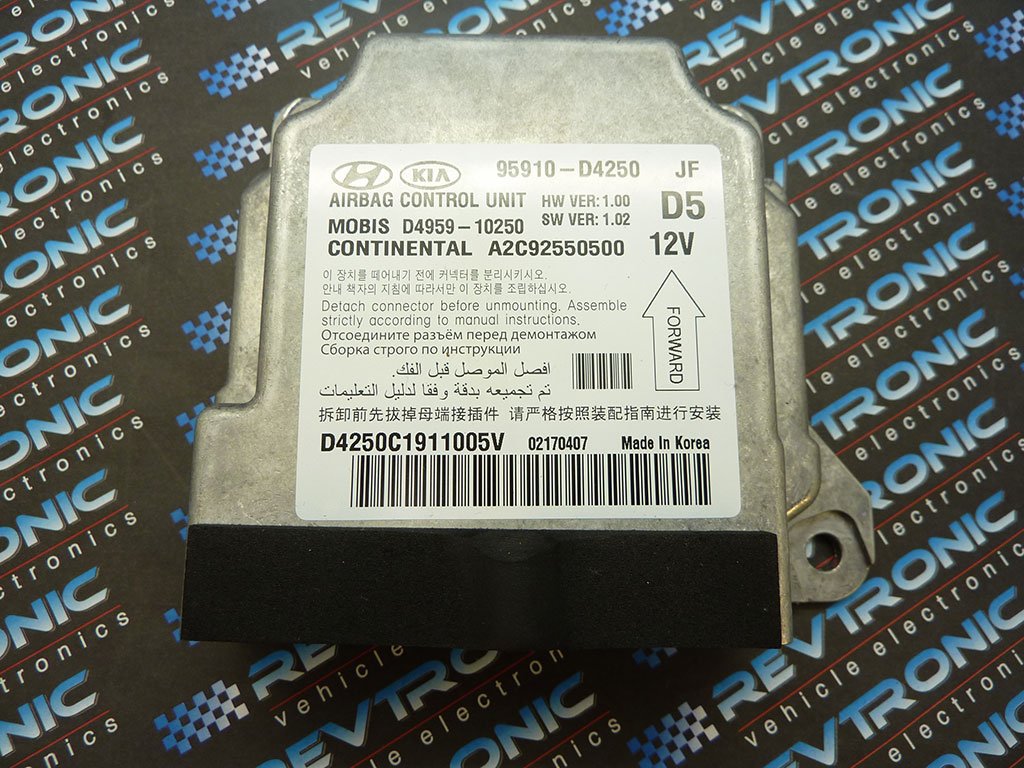 KIA 95910-D4250 JF
AIRBAG CONTROL UNIT HW VER: 1.00 D5
SW VER: 1.02
MOBIS D4959-10250
CONTINENTAL A2C92550500 12V
이 장치를 떼어내기 전에 커넥터를 분리시키시오.
안내 책자의 지침에 따라서만 이 장치를 조립하십시오.
Detach connector before unmounting. Assemble
strictly according to manual instructions.
Отсоедините разъём перед демонтажом
Сборка строго по инструкции
FORWARD
افصل الموصل قبل الفك.
تم تجميعه بدقة وفقا لدليل التعليمات
拆卸前先拔掉母端接插件 请严格按照装配指南进行安装
D4250C1911005V 02170407 Made In Korea
REVTRONIC
vehicle electronics